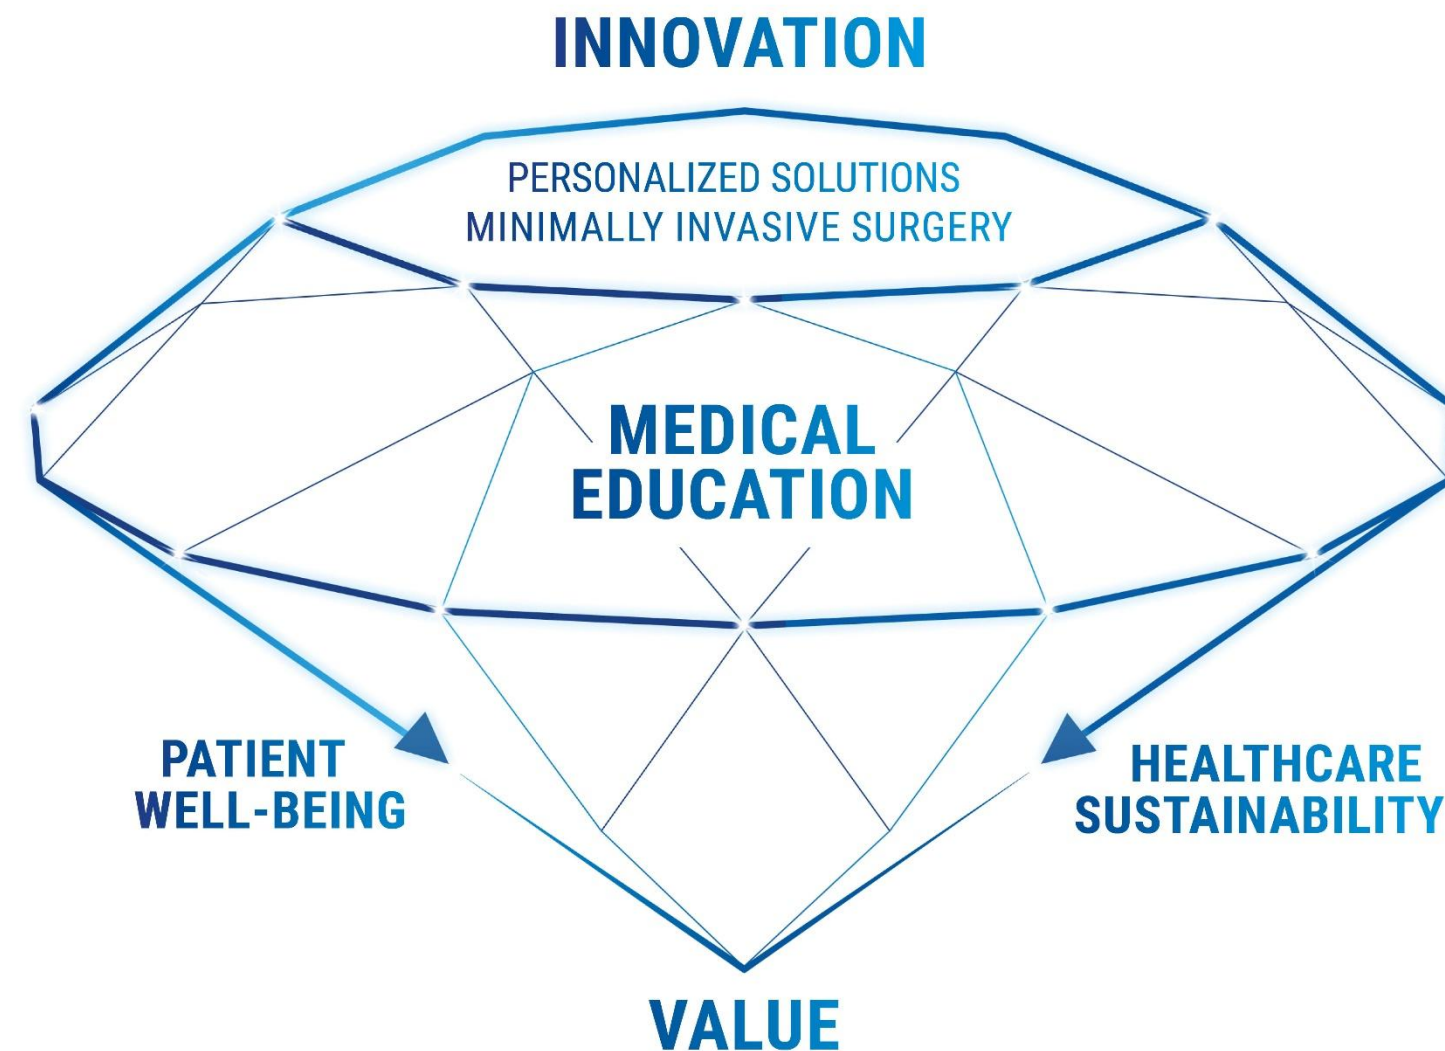 INNOVATION
PERSONALIZED SOLUTIONS
MINIMALLY INVASIVE SURGERY
MEDICAL
EDUCATION
PATIENT
WELL-BEING
HEALTHCARE
SUSTAINABILITY
VALUE